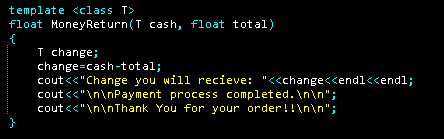 template <class T>
float MoneyReturn(T cash, float total)
{
T change;
change=cash-total;
cout<<"Change you will recieve: "<<change<<endl<<endl;
cout<<"\n\nPayment process completed.\n\n";
cout<<"\n\nThank You for your order!!\n\n";
}